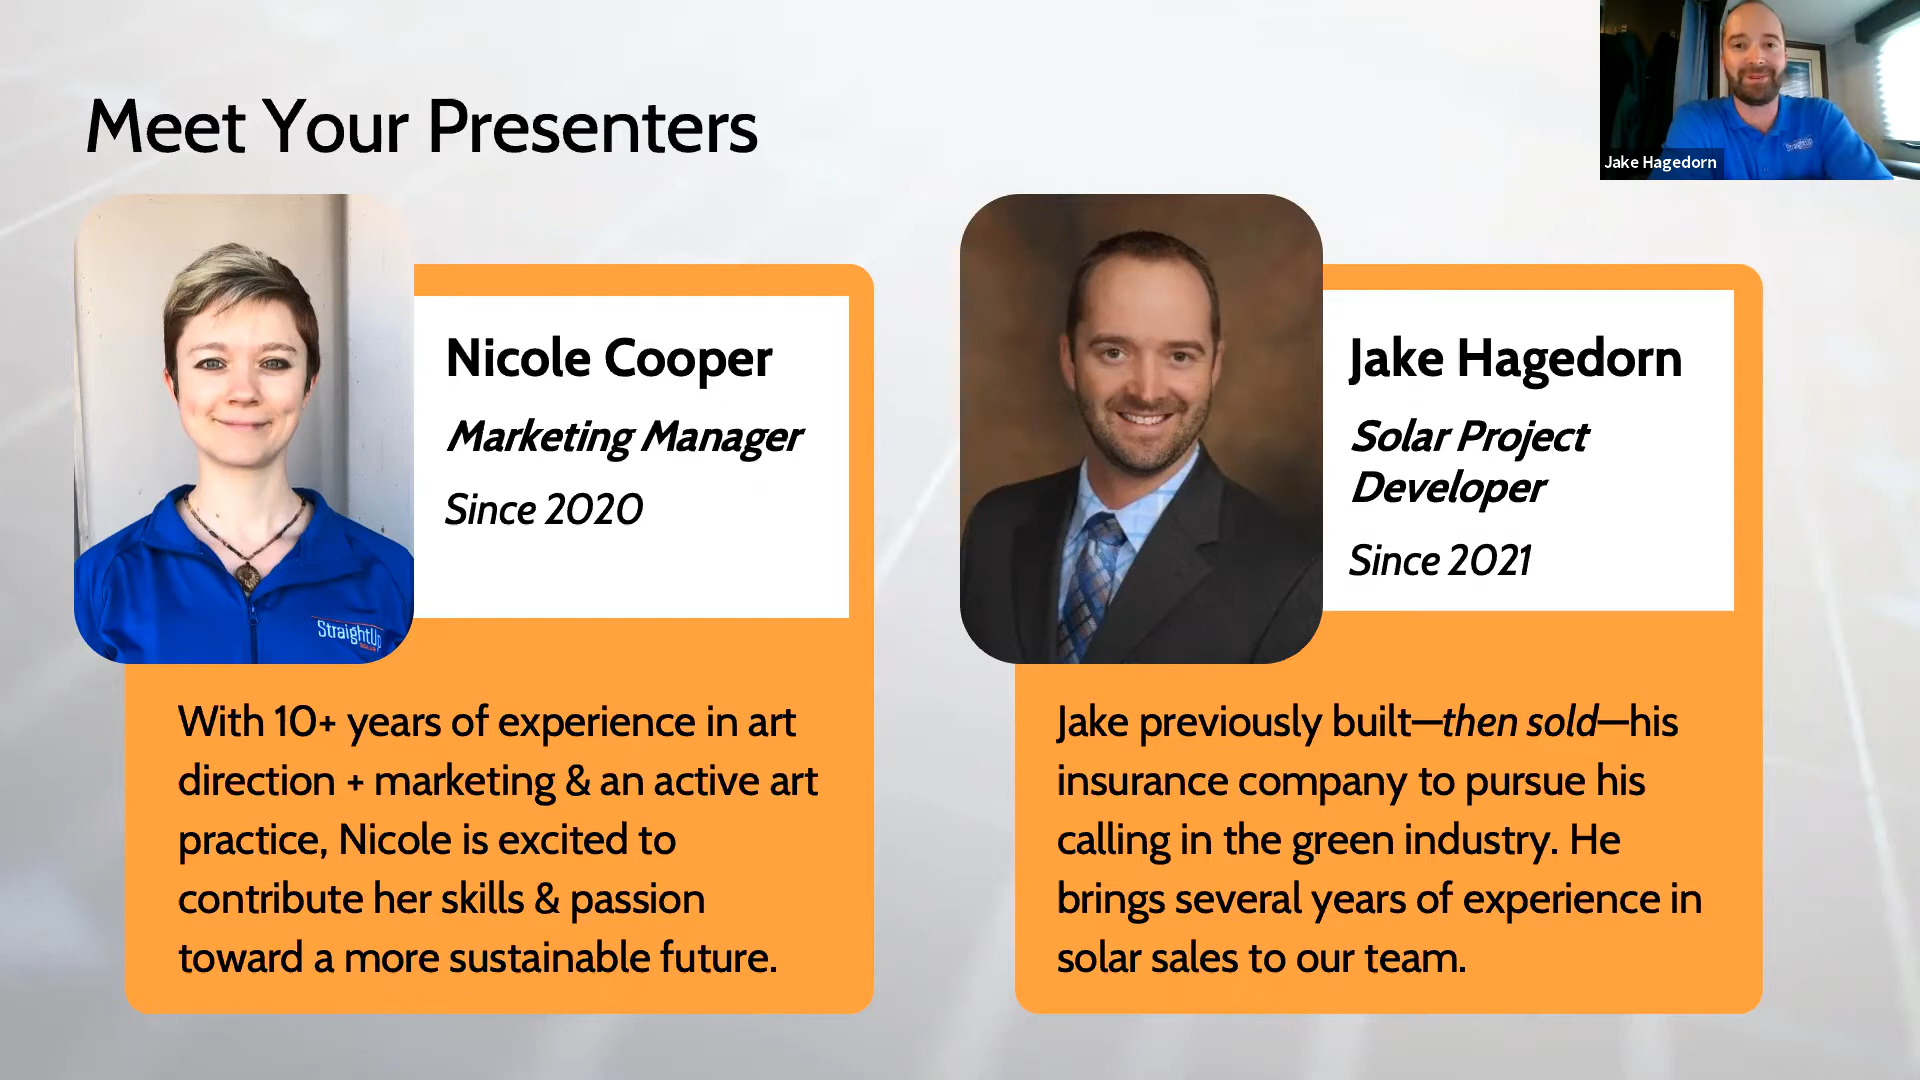 Meet Your Presenters
Jake Hagedorn
StraightUp
Nicole Cooper
Marketing Manager
Since 2020
StraightUp
With 10+ years of experience in art
direction + marketing & an active art
practice, Nicole is excited to
contribute her skills & passion
toward a more sustainable future.
Jake Hagedorn
Solar Project
Developer
Since 2021
Jake previously built—then sold—his
insurance company to pursue his
calling in the green industry. He
brings several years of experience in
solar sales to our team.